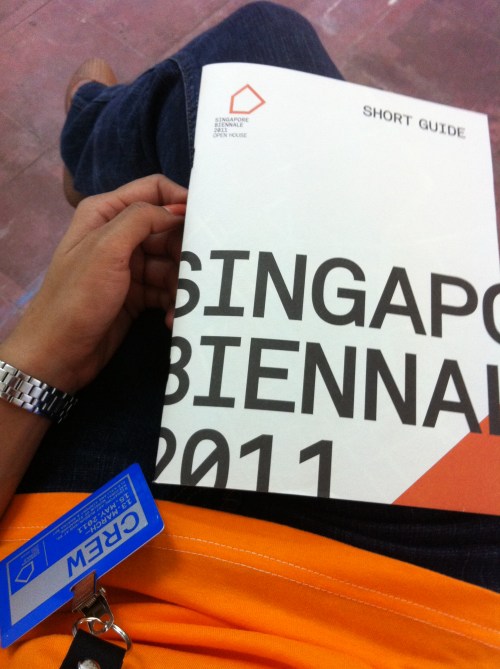 SINGAPORE
BIENNALE
2011
OPEN HOUSE
SHORT GUIDE
SINGAPO
BIENNAL
2011
13 MARCH
15 MAY 2011
CREW